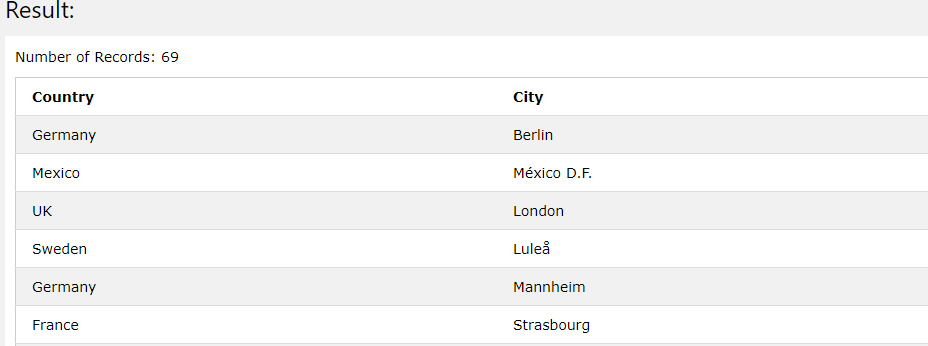 Result:
Number of Records: 69
Country City
Germany Berlin
Mexico México D.F.
UK London
Sweden Luleå
Germany Mannheim
France Strasbourg